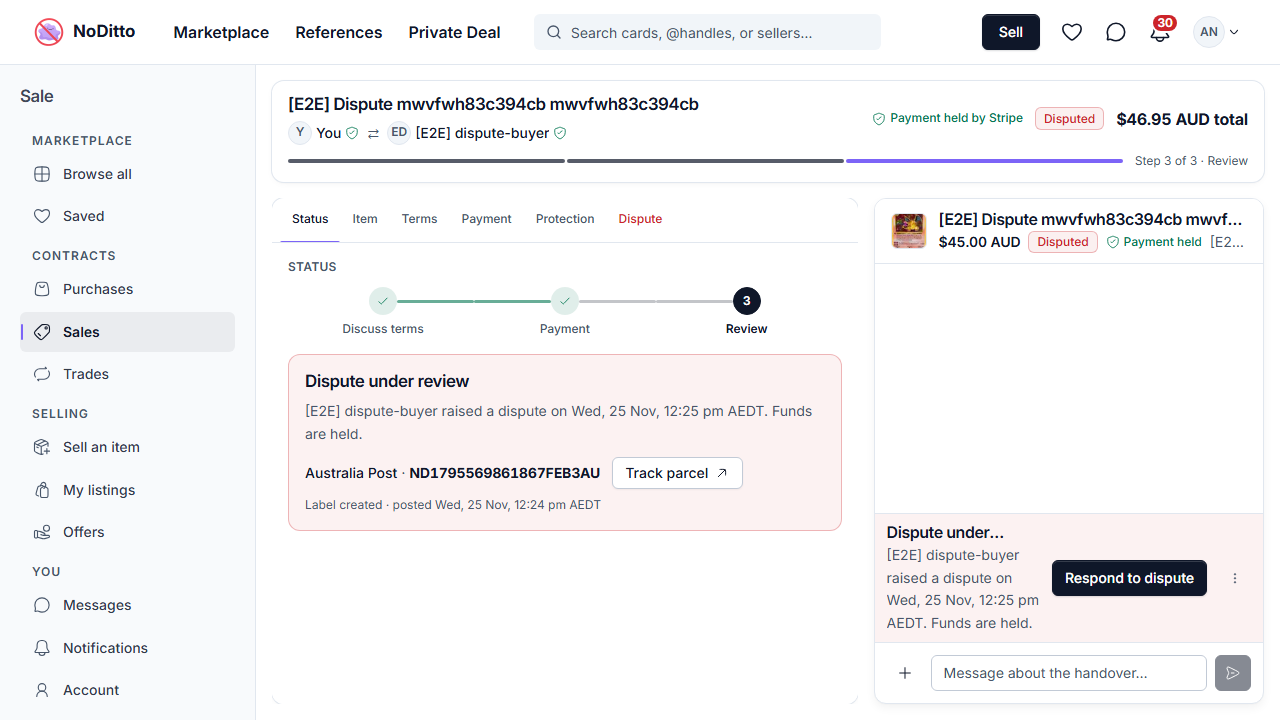 NoDitto
Marketplace
References
Private Deal
Search cards, @handles, or sellers...
Sell
30
AN
Sale
MARKETPLACE
Browse all
Saved
CONTRACTS
Purchases
Sales
Trades
SELLING
Sell an item
My listings
Offers
YOU
Messages
Notifications
Account
[E2E] Dispute mwvfwh83c394cb mwvfwh83c394cb
Y You ⇄ ED [E2E] dispute-buyer
Payment held by Stripe
Disputed
$46.95 AUD total
Step 3 of 3 · Review
Status
Item
Terms
Payment
Protection
Dispute
STATUS
3
Discuss terms
Payment
Review
Dispute under review
[E2E] dispute-buyer raised a dispute on Wed, 25 Nov, 12:25 pm AEDT. Funds
are held.
Australia Post · ND1795569861867FEB3AU
Track parcel ↗
Label created · posted Wed, 25 Nov, 12:24 pm AEDT
[E2E] Dispute mwvfwh83c394cb mwvf...
$45.00 AUD
Disputed
Payment held
[E2...
Dispute under...
[E2E] dispute-buyer
raised a dispute on
Wed, 25 Nov, 12:25 pm
AEDT. Funds are held.
Respond to dispute
Message about the handover...